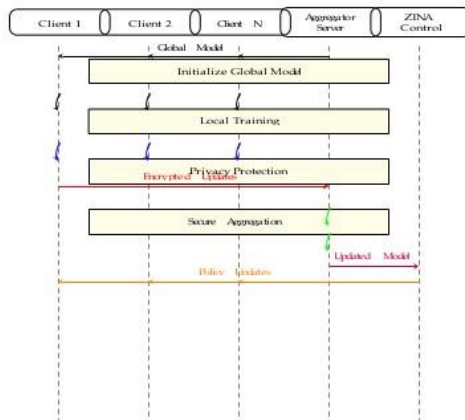 Client 1
Client 2
Client N
Aggregator
Server
ZINA
Control
Global Model
Initialize Global Model
Local Training
Privacy Protection
Encrypted Updates
Secure Aggregation
Updated Model
Policy Updates